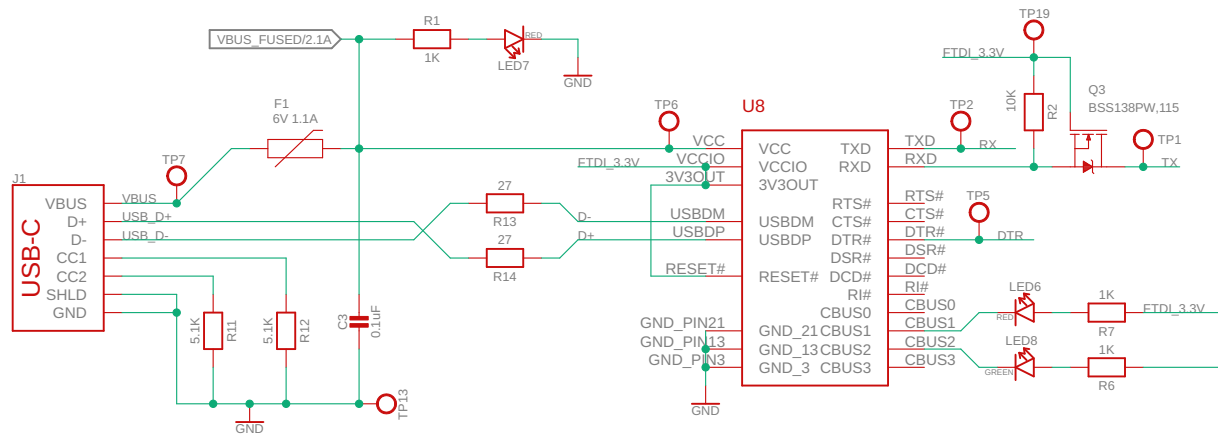 VBUS_FUSED/2.1A
R1
1K
RED
LED7
GND
TP19
FTDI_3.3V
10K
R2
Q3
BSS138PW,115
F1
6V 1.1A
TP7
TP6
U8
TP2
TP1
J1
USB-C
VBUS
D+
D-
CC1
CC2
SHLD
GND
VBUS
USB_D+
USB_D-
27
R13
27
R14
D-
D+
FTDI_3.3V
VCC
VCCIO
3V3OUT
USBDM
USBDP
RESET#
GND_PIN21
GND_PIN13
GND_PIN3
VCC
VCCIO
3V3OUT
USBDM
USBDP
RESET#
GND_21
GND_13
GND_3
TXD
RXD
RTS#
CTS#
DTR#
DSR#
DCD#
RI#
CBUS0
CBUS1
CBUS2
CBUS3
TXD
RXD
RTS#
CTS#
DTR#
DSR#
DCD#
RI#
CBUS0
CBUS1
CBUS2
CBUS3
RX
TX
TP5
DTR
5.1K
R11
5.1K
R12
C3
0.1uF
TP13
GND
GND
LED6
RED
1K
R7
FTDI_3.3V
LED8
GREEN
1K
R6